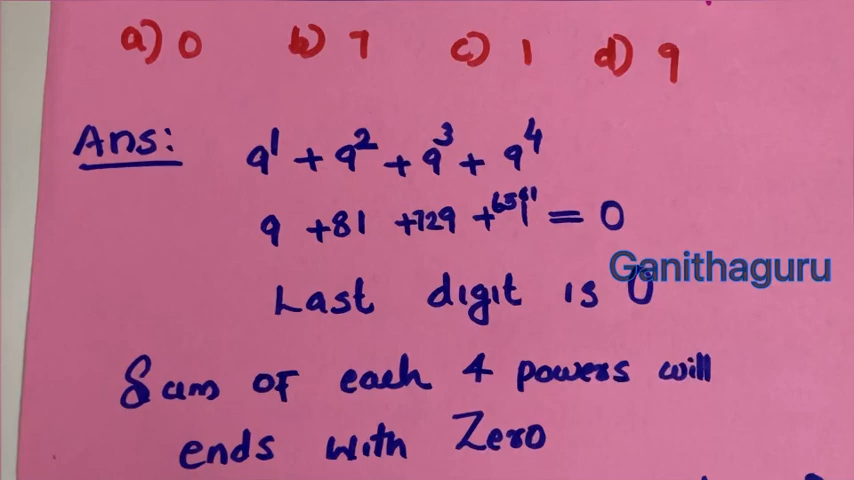 a) 0 b) 7 c) 1 d) 9
Ans: 9¹ + 9² + 9³ + 9⁴
9 + 81 + 729 + 6561 = 0
Ganithaguru
Last digit is 0
Sum of each 4 powers will
ends with Zero